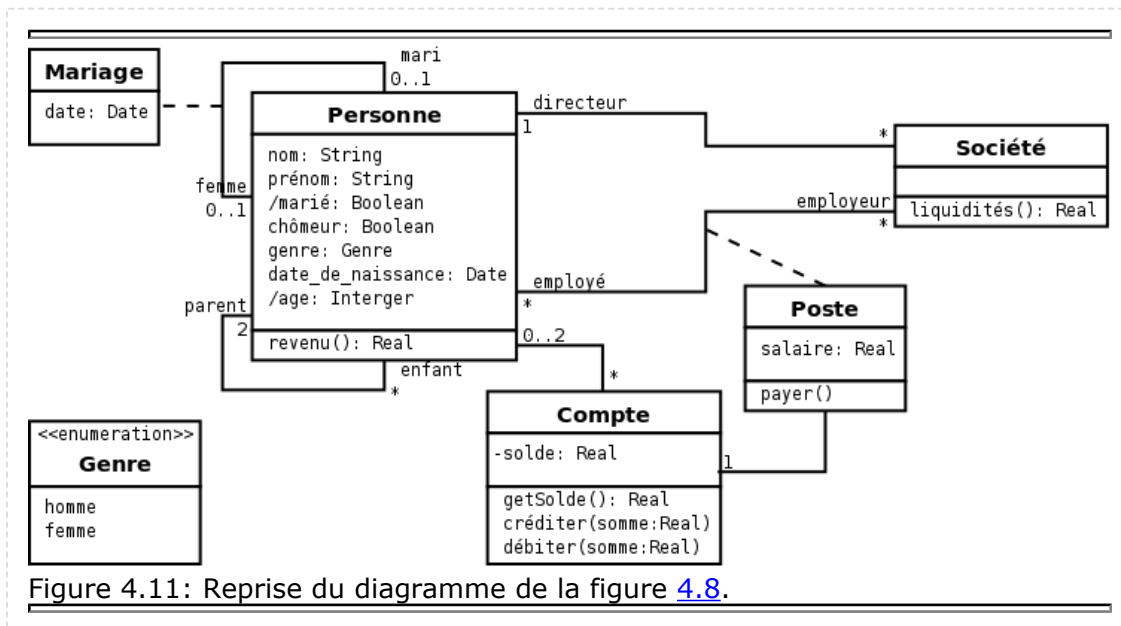 mari
0..1
Mariage
date: Date
Personne
nom: String
prénom: String
/marié: Boolean
chômeur: Boolean
genre: Genre
date_de_naissance: Date
/age: Interger
revenu(): Real
femme
0..1
parent
2
enfant
*
directeur
1
*
Société
liquidités(): Real
employeur
*
employé
*
0..2
*
Poste
salaire: Real
payer()
Compte
-solde: Real
getSolde(): Real
créditer(somme:Real)
débiter(somme:Real)
1
<<enumeration>>
Genre
homme
femme
Figure 4.11: Reprise du diagramme de la figure 4.8.